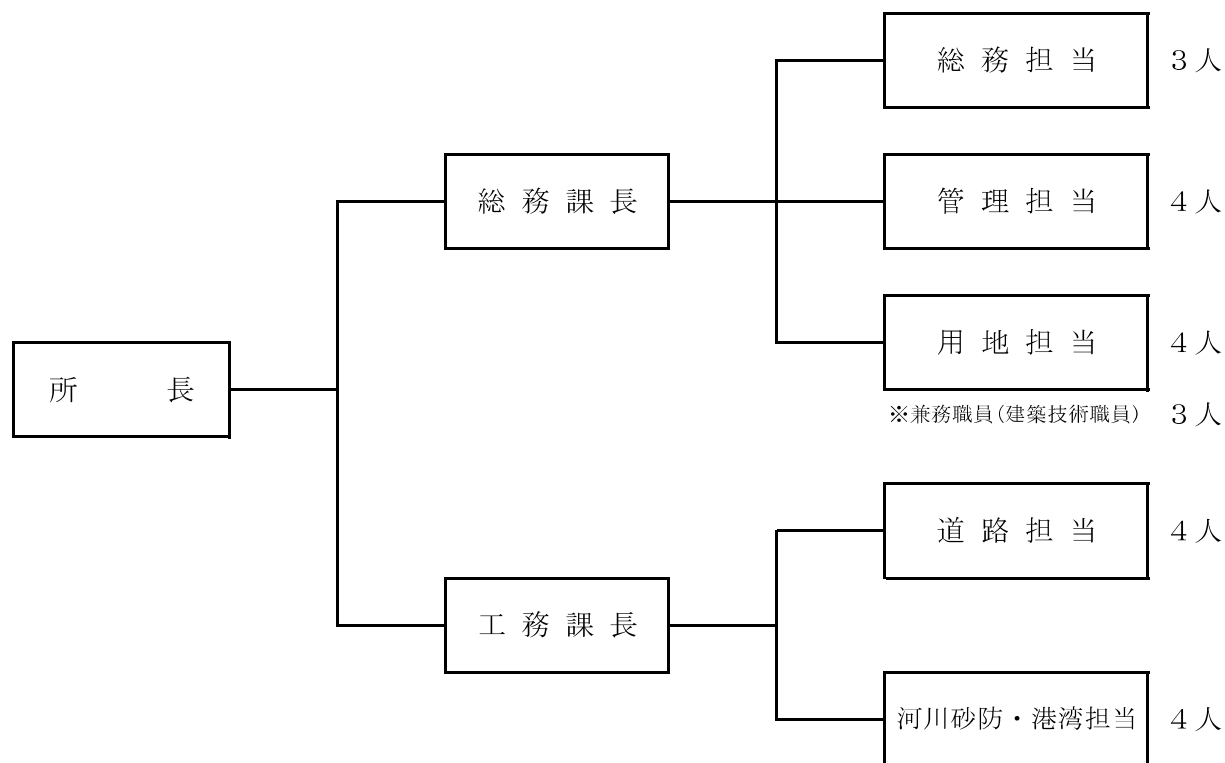 総務担当 3人
総務課長
管理担当 4人
用地担当 4人
所長
※兼務職員(建築技術職員) 3人
道路担当 4人
工務課長
河川砂防・港湾担当 4人